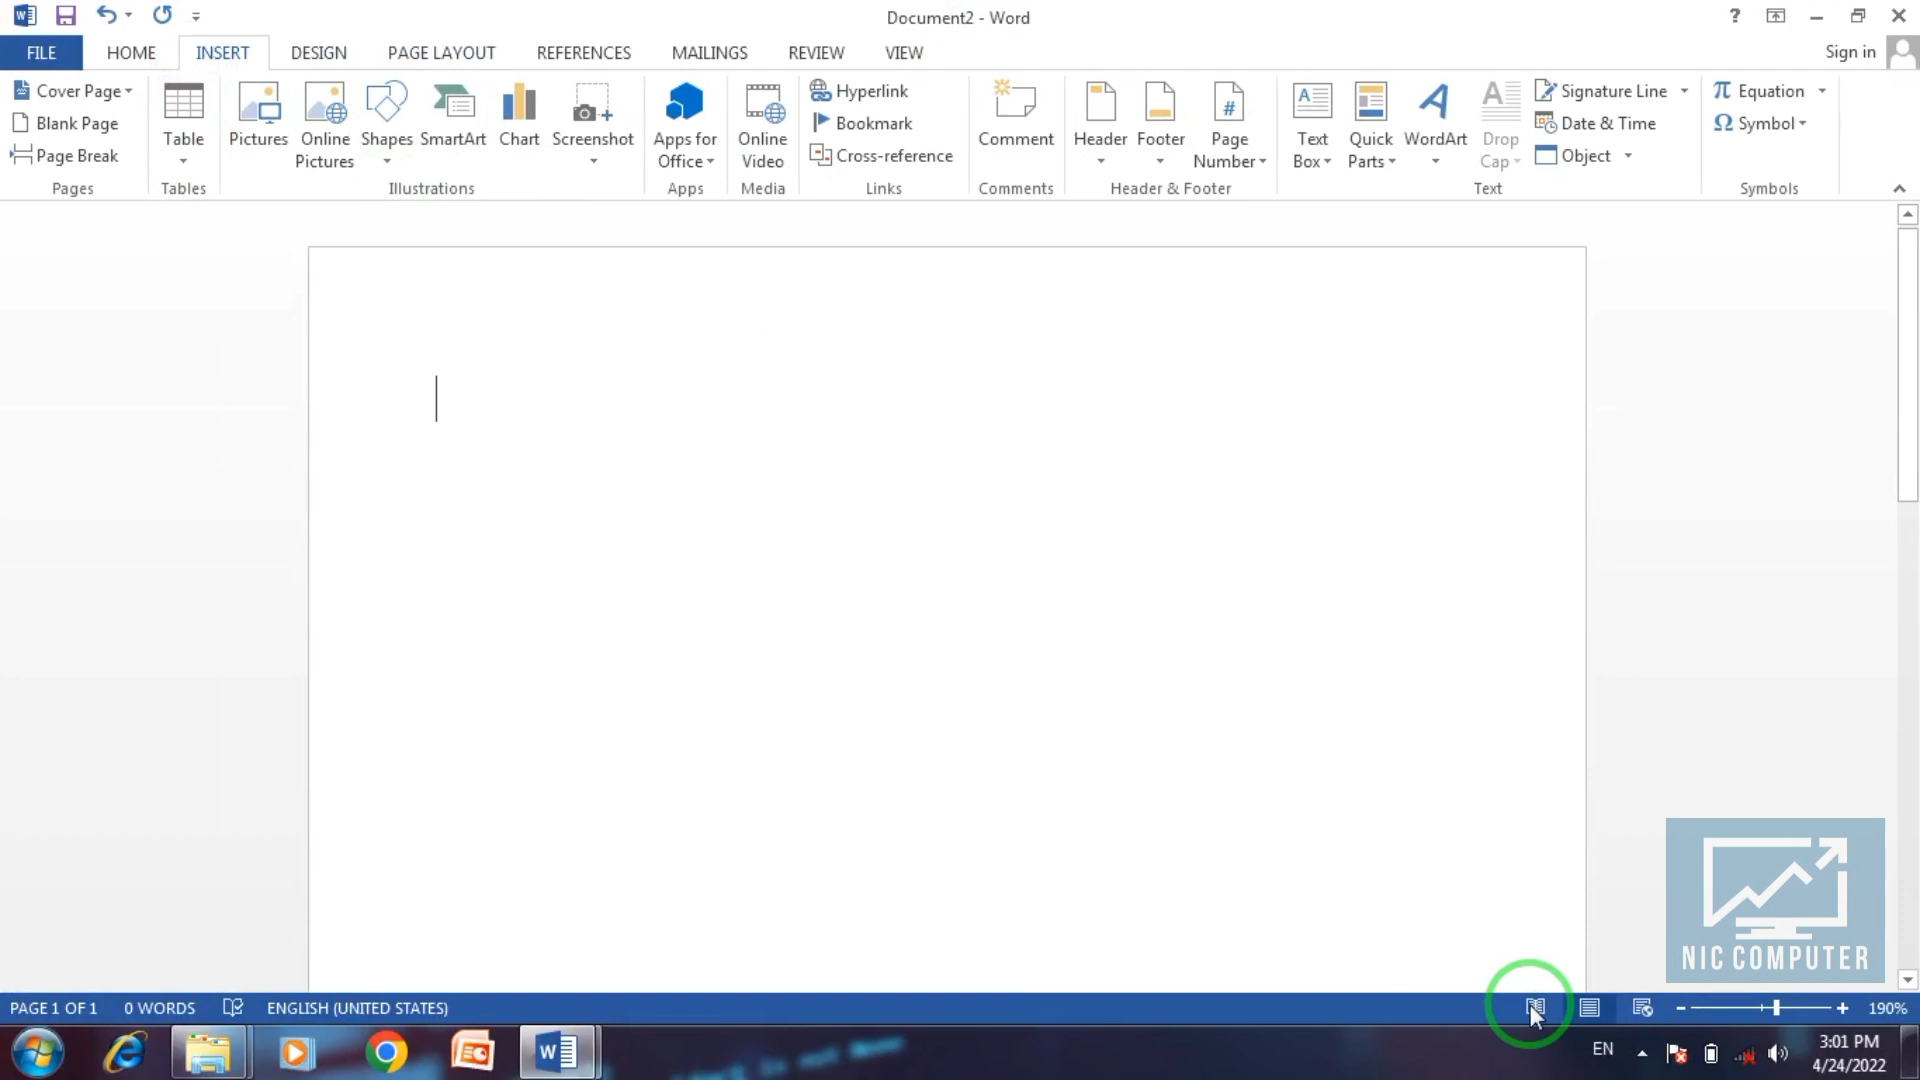 Document2 - Word
?
FILE HOME INSERT DESIGN PAGE LAYOUT REFERENCES MAILINGS REVIEW VIEW Sign in
Cover Page
Blank Page
Page Break
Pages
Table
Tables
Pictures
Online
Pictures
Shapes
SmartArt
Chart
Screenshot
Illustrations
Apps for
Office
Apps
Online
Video
Media
Hyperlink
Bookmark
Cross-reference
Links
Comment
Comments
Header
Footer
Page
Number
Header & Footer
Text
Box
Quick
Parts
WordArt
Drop
Cap
Signature Line
Date & Time
Object
Text
π Equation
Ω Symbol
Symbols
NIC COMPUTER
PAGE 1 OF 1 0 WORDS ENGLISH (UNITED STATES) 190%
EN
3:01 PM
4/24/2022